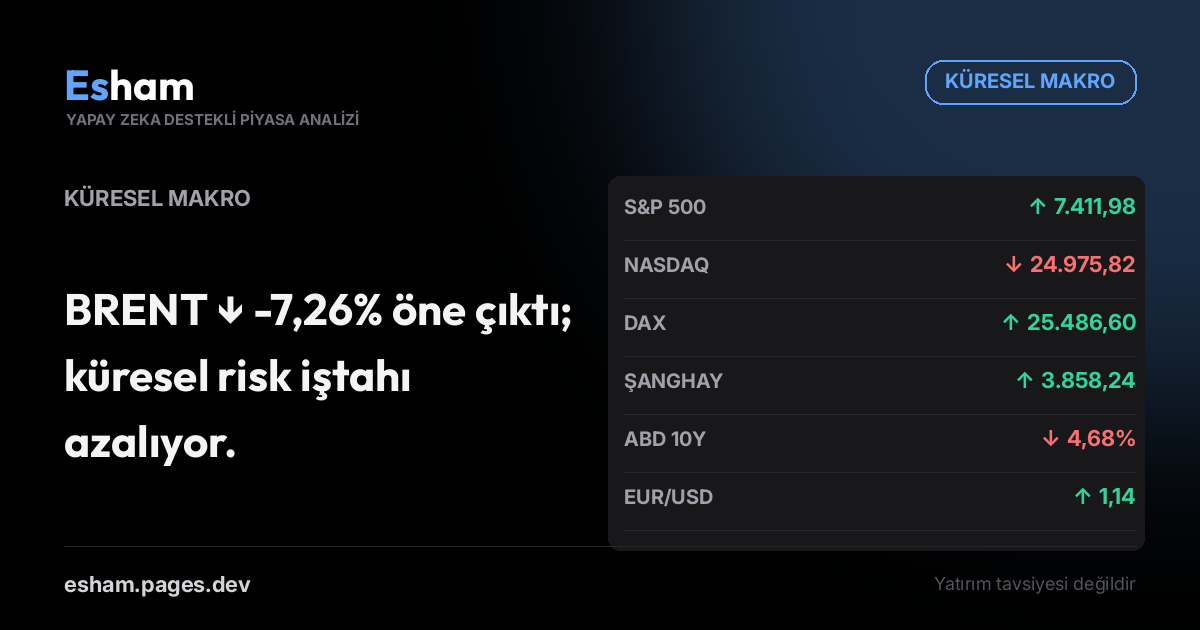 Esham
YAPAY ZEKA DESTEKLİ PİYASA ANALİZİ
KÜRESEL MAKRO
KÜRESEL MAKRO
BRENT ↓ -7,26% öne çıktı;
küresel risk iştahı
azalıyor.
S&P 500 ↑ 7.411,98
NASDAQ ↓ 24.975,82
DAX ↑ 25.486,60
ŞANGHAY ↑ 3.858,24
ABD 10Y ↓ 4,68%
EUR/USD ↑ 1,14
esham.pages.dev
Yatırım tavsiyesi değildir